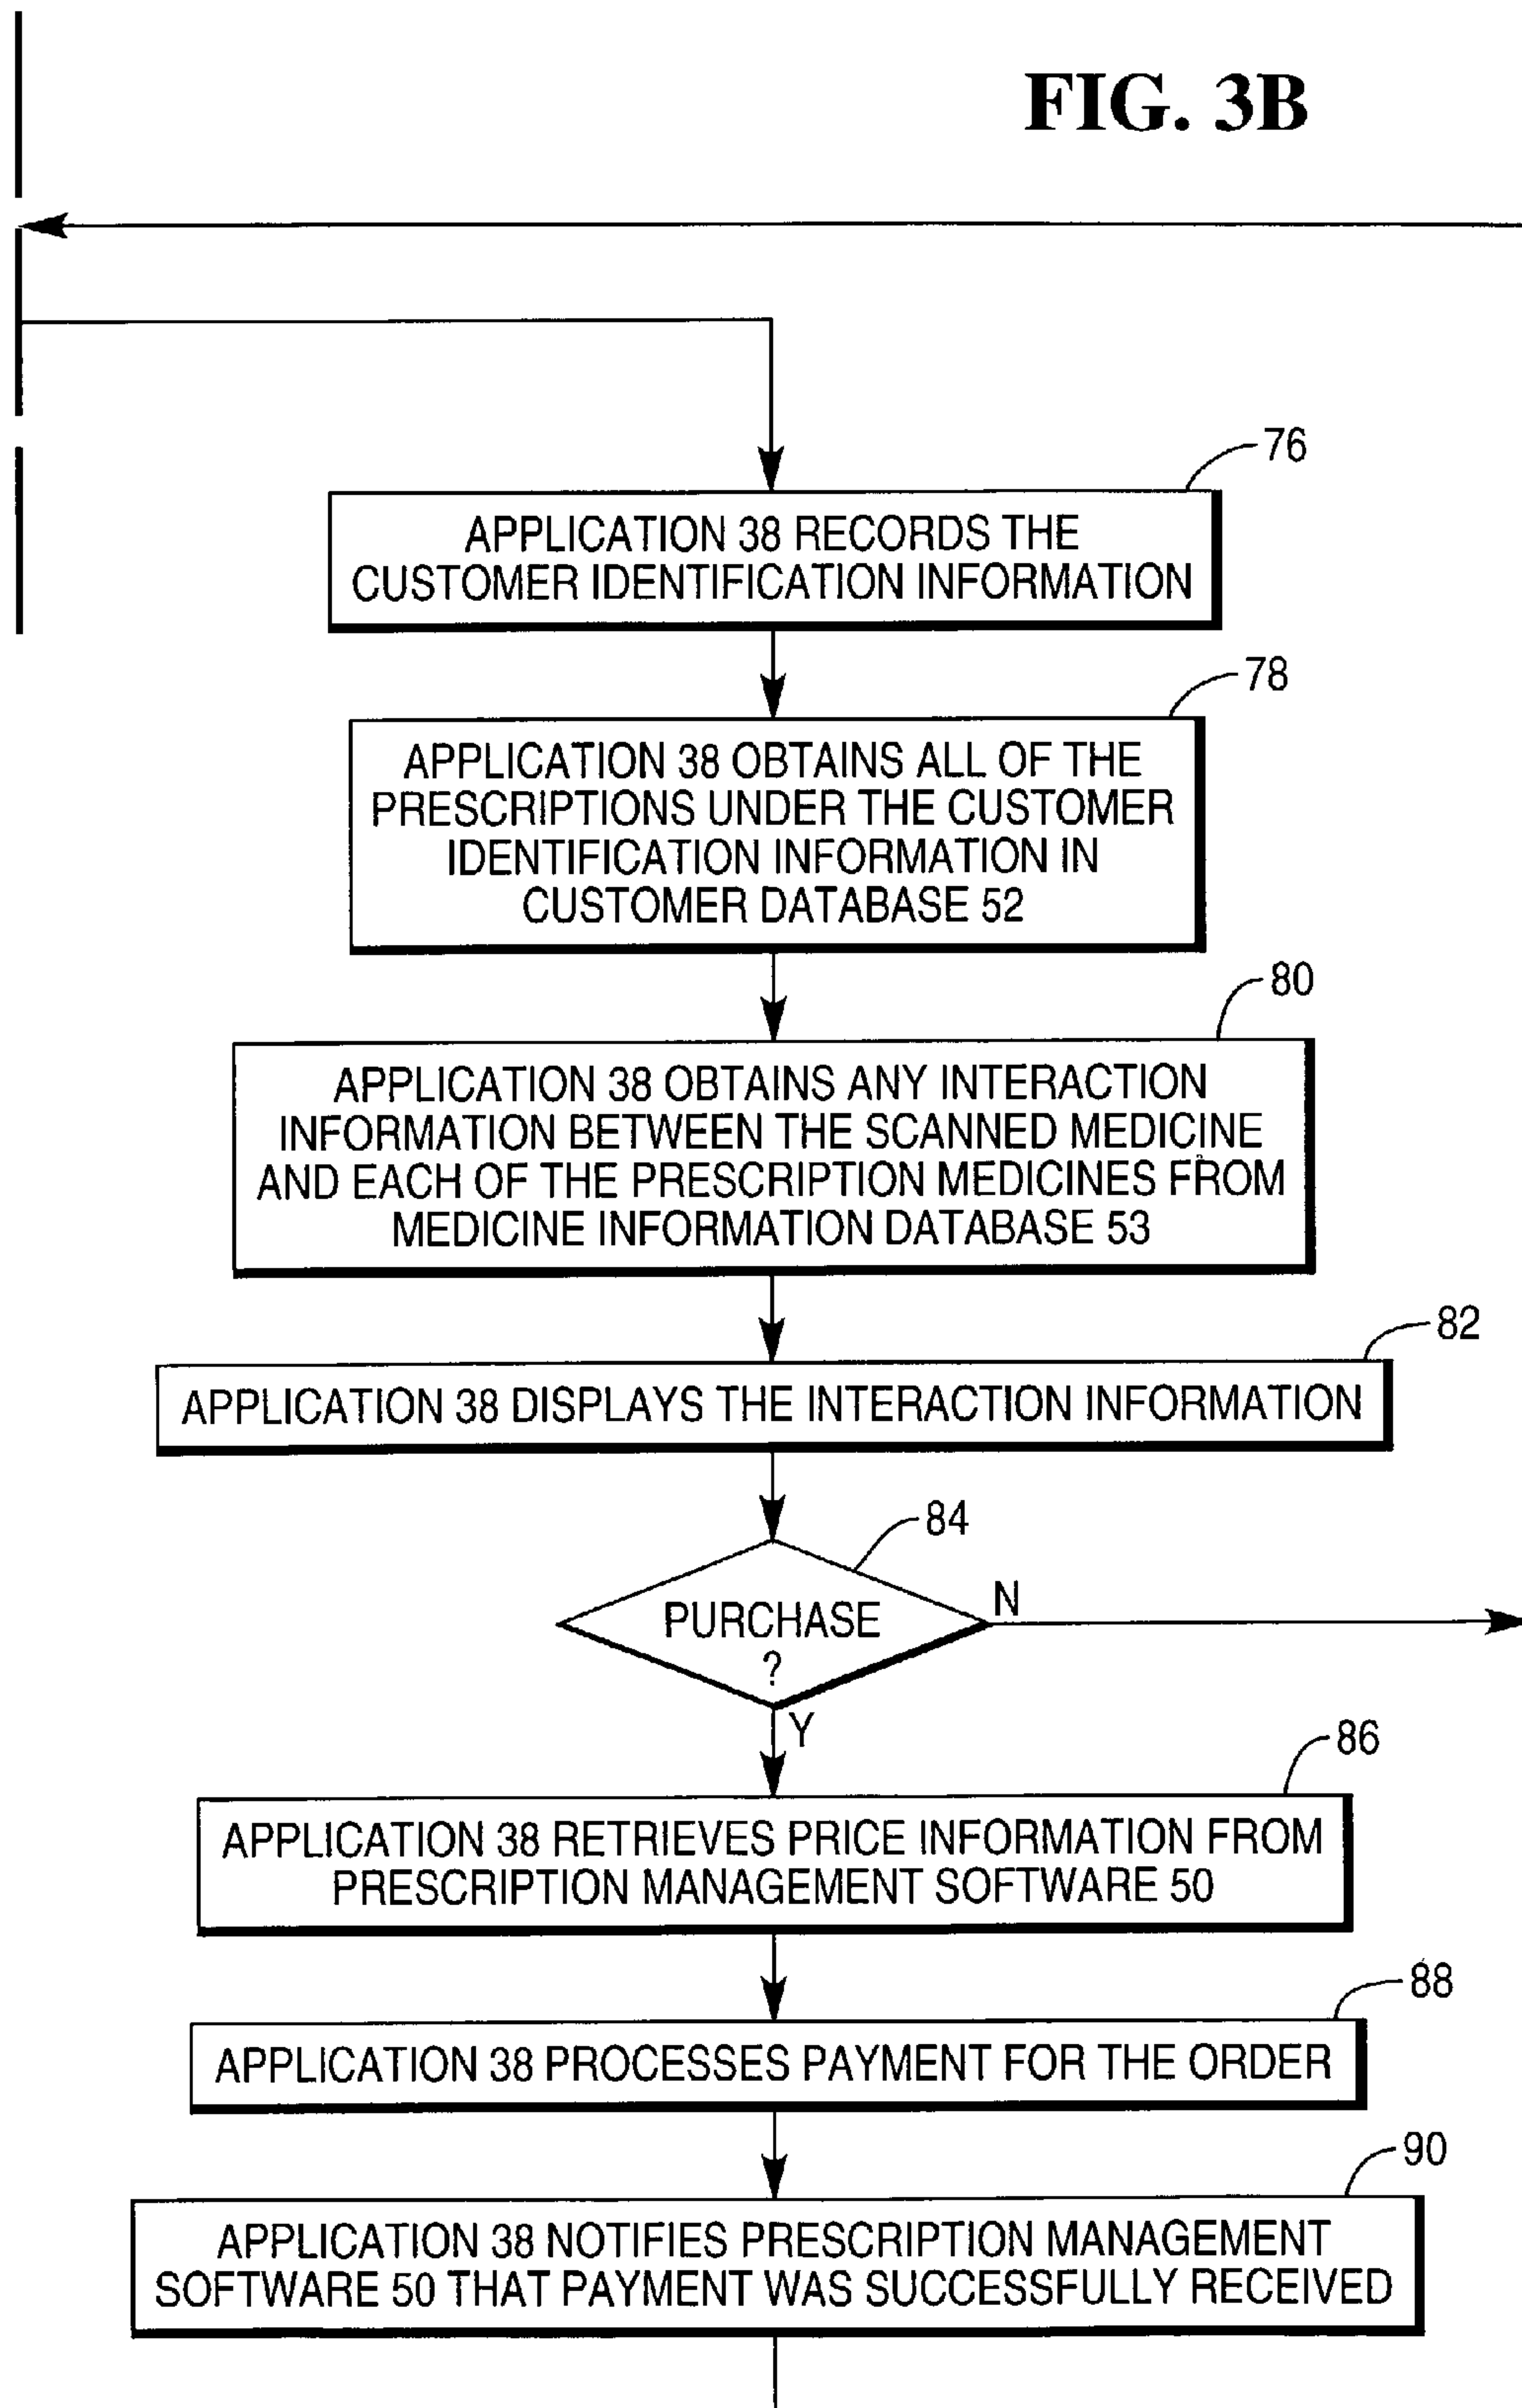 FIG. 3B
76
APPLICATION 38 RECORDS THE
CUSTOMER IDENTIFICATION INFORMATION
78
APPLICATION 38 OBTAINS ALL OF THE
PRESCRIPTIONS UNDER THE CUSTOMER
IDENTIFICATION INFORMATION IN
CUSTOMER DATABASE 52
80
APPLICATION 38 OBTAINS ANY INTERACTION
INFORMATION BETWEEN THE SCANNED MEDICINE
AND EACH OF THE PRESCRIPTION MEDICINES FROM
MEDICINE INFORMATION DATABASE 53
82
APPLICATION 38 DISPLAYS THE INTERACTION INFORMATION
84
PURCHASE
?
N
Y
86
APPLICATION 38 RETRIEVES PRICE INFORMATION FROM
PRESCRIPTION MANAGEMENT SOFTWARE 50
88
APPLICATION 38 PROCESSES PAYMENT FOR THE ORDER
90
APPLICATION 38 NOTIFIES PRESCRIPTION MANAGEMENT
SOFTWARE 50 THAT PAYMENT WAS SUCCESSFULLY RECEIVED